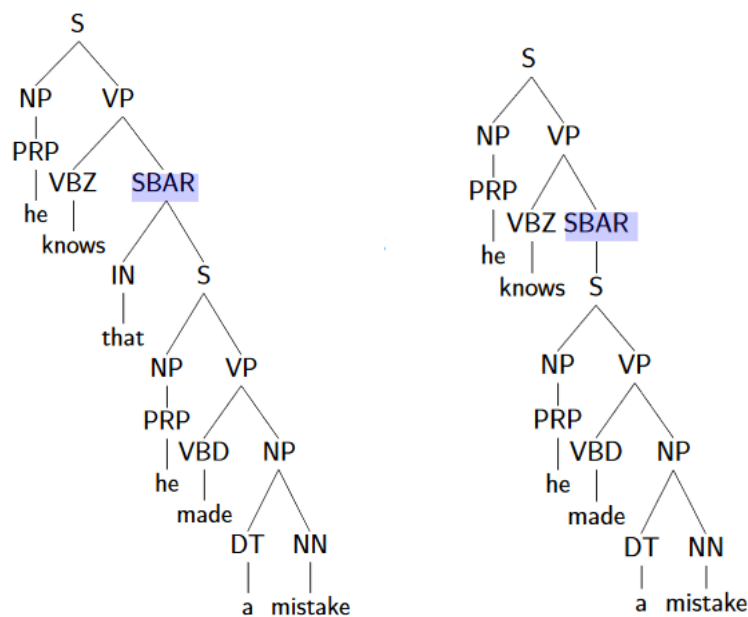 S
NP VP
PRP
VBZ SBAR
he
knows
IN S
that
NP VP
PRP
VBD NP
he
made
DT NN
a mistake
S
NP VP
PRP
VBZ SBAR
he
knows
S
NP VP
PRP
VBD NP
he
made
DT NN
a mistake